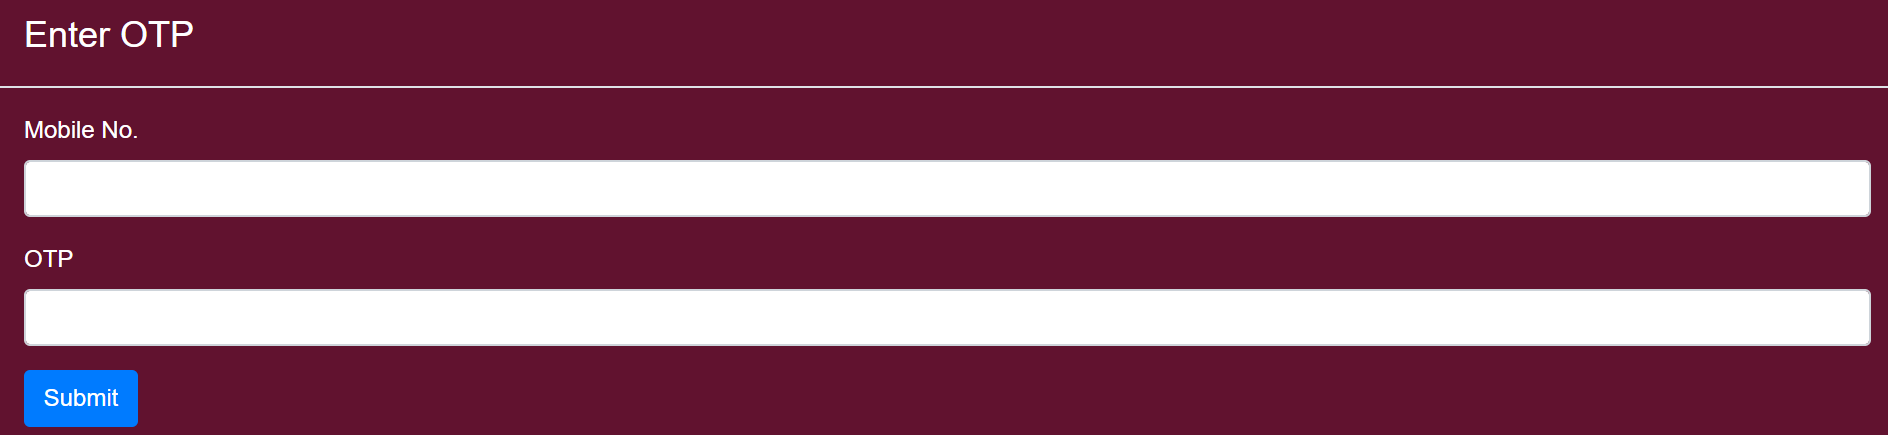 Enter OTP
Mobile No.
OTP
Submit